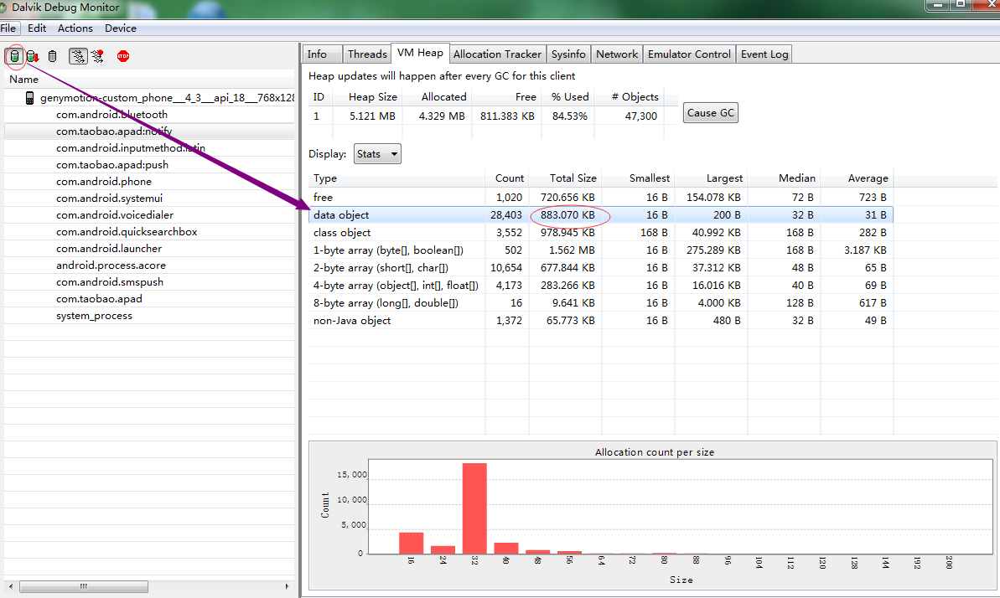 Dalvik Debug Monitor
File Edit Actions Device
STOP
Name
genymotion-custom_phone__4_3__api_18__768x128
com.android.bluetooth
com.taobao.apad:notify
com.android.inputmethod.latin
com.taobao.apad:push
com.android.phone
com.android.systemui
com.android.voicedialer
com.android.quicksearchbox
com.android.launcher
android.process.acore
com.android.smspush
com.taobao.apad
system_process
Info Threads VM Heap Allocation Tracker Sysinfo Network Emulator Control Event Log
Heap updates will happen after every GC for this client
ID Heap Size Allocated Free % Used # Objects
1 5.121 MB 4.329 MB 811.383 KB 84.53% 47,300
Cause GC
Display: Stats
Type Count Total Size Smallest Largest Median Average
free 1,020 720.656 KB 16 B 154.078 KB 72 B 723 B
data object 28,403 883.070 KB 16 B 200 B 32 B 31 B
class object 3,552 978.945 KB 168 B 40.992 KB 168 B 282 B
1-byte array (byte[], boolean[]) 502 1.562 MB 16 B 275.289 KB 168 B 3.187 KB
2-byte array (short[], char[]) 10,654 677.844 KB 16 B 37.312 KB 48 B 65 B
4-byte array (object[], int[], float[]) 4,173 283.266 KB 16 B 16.016 KB 40 B 69 B
8-byte array (long[], double[]) 16 9.641 KB 16 B 4.000 KB 128 B 617 B
non-Java object 1,372 65.773 KB 16 B 480 B 32 B 49 B
Allocation count per size
Count
15,000
10,000
5,000
0
16 24 32 40 48 56 64 72 80 88 96 104 112 120 128 144 192 200
Size